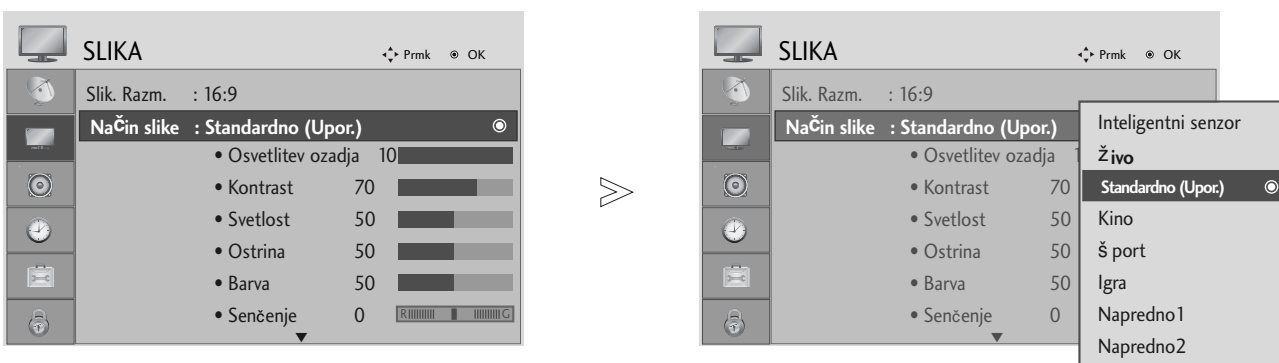 SLIKA Prmk OK
Slik. Razm. : 16:9
Način slike : Standardno (Upor.)
• Osvetlitev ozadja 10
• Kontrast 70
• Svetlost 50
• Ostrina 50
• Barva 50
• Senčenje 0 R G
SLIKA Prmk OK
Slik. Razm. : 16:9
Način slike : Standardno (Upor.)
• Osvetlitev ozadja 1
• Kontrast 70
• Svetlost 50
• Ostrina 50
• Barva 50
• Senčenje 0
Inteligentni senzor
Živo
Standardno (Upor.)
Kino
š port
Igra
Napredno1
Napredno2